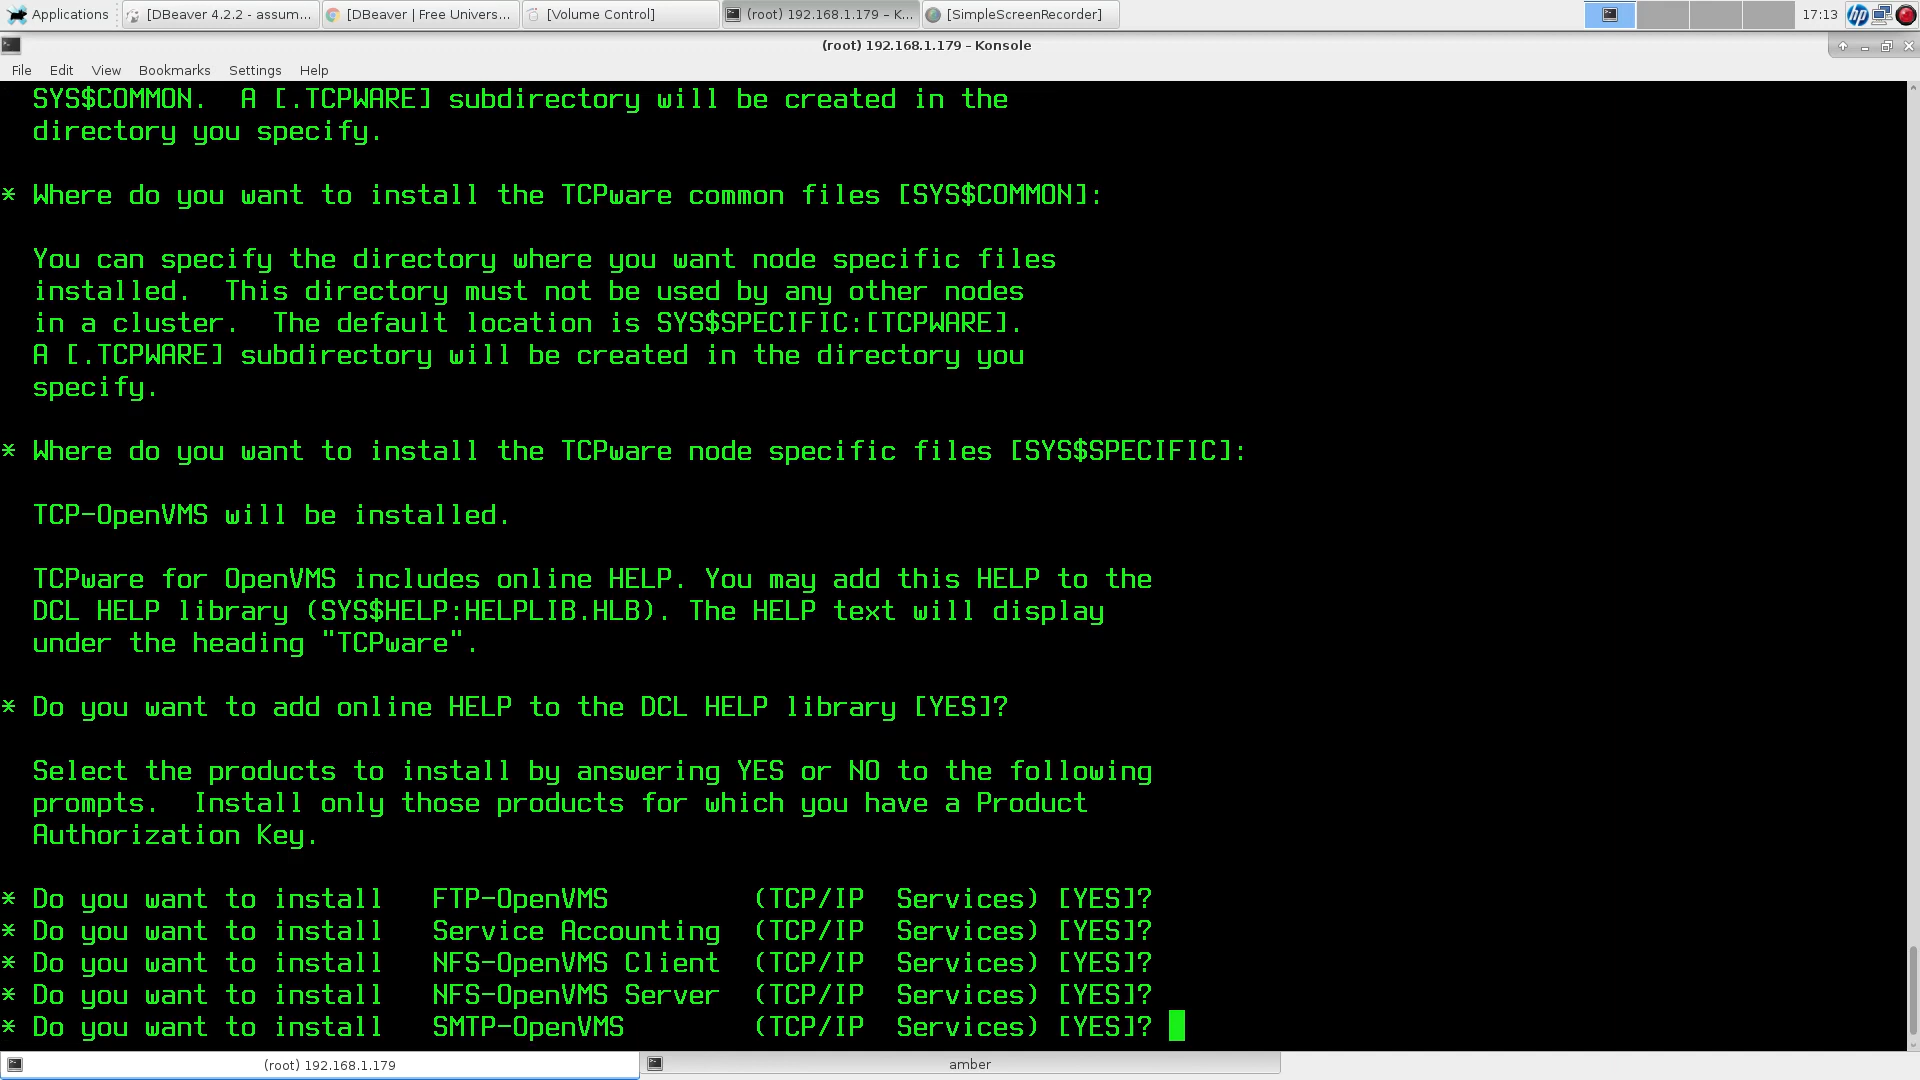 Applications [DBeaver 4.2.2 - assum... [DBeaver | Free Univers... [Volume Control] (root) 192.168.1.179 – K... [SimpleScreenRecorder] 17:13
(root) 192.168.1.179 – Konsole
File Edit View Bookmarks Settings Help
SYS$COMMON.  A [.TCPWARE] subdirectory will be created in the
directory you specify.
* Where do you want to install the TCPware common files [SYS$COMMON]:
You can specify the directory where you want node specific files
installed.  This directory must not be used by any other nodes
in a cluster.  The default location is SYS$SPECIFIC:[TCPWARE].
A [.TCPWARE] subdirectory will be created in the directory you
specify.
* Where do you want to install the TCPware node specific files [SYS$SPECIFIC]:
TCP-OpenVMS will be installed.
TCPware for OpenVMS includes online HELP. You may add this HELP to the
DCL HELP library (SYS$HELP:HELPLIB.HLB). The HELP text will display
under the heading "TCPware".
* Do you want to add online HELP to the DCL HELP library [YES]?
Select the products to install by answering YES or NO to the following
prompts.  Install only those products for which you have a Product
Authorization Key.
* Do you want to install   FTP-OpenVMS         (TCP/IP  Services) [YES]?
* Do you want to install   Service Accounting  (TCP/IP  Services) [YES]?
* Do you want to install   NFS-OpenVMS Client  (TCP/IP  Services) [YES]?
* Do you want to install   NFS-OpenVMS Server  (TCP/IP  Services) [YES]?
* Do you want to install   SMTP-OpenVMS        (TCP/IP  Services) [YES]?
(root) 192.168.1.179 amber